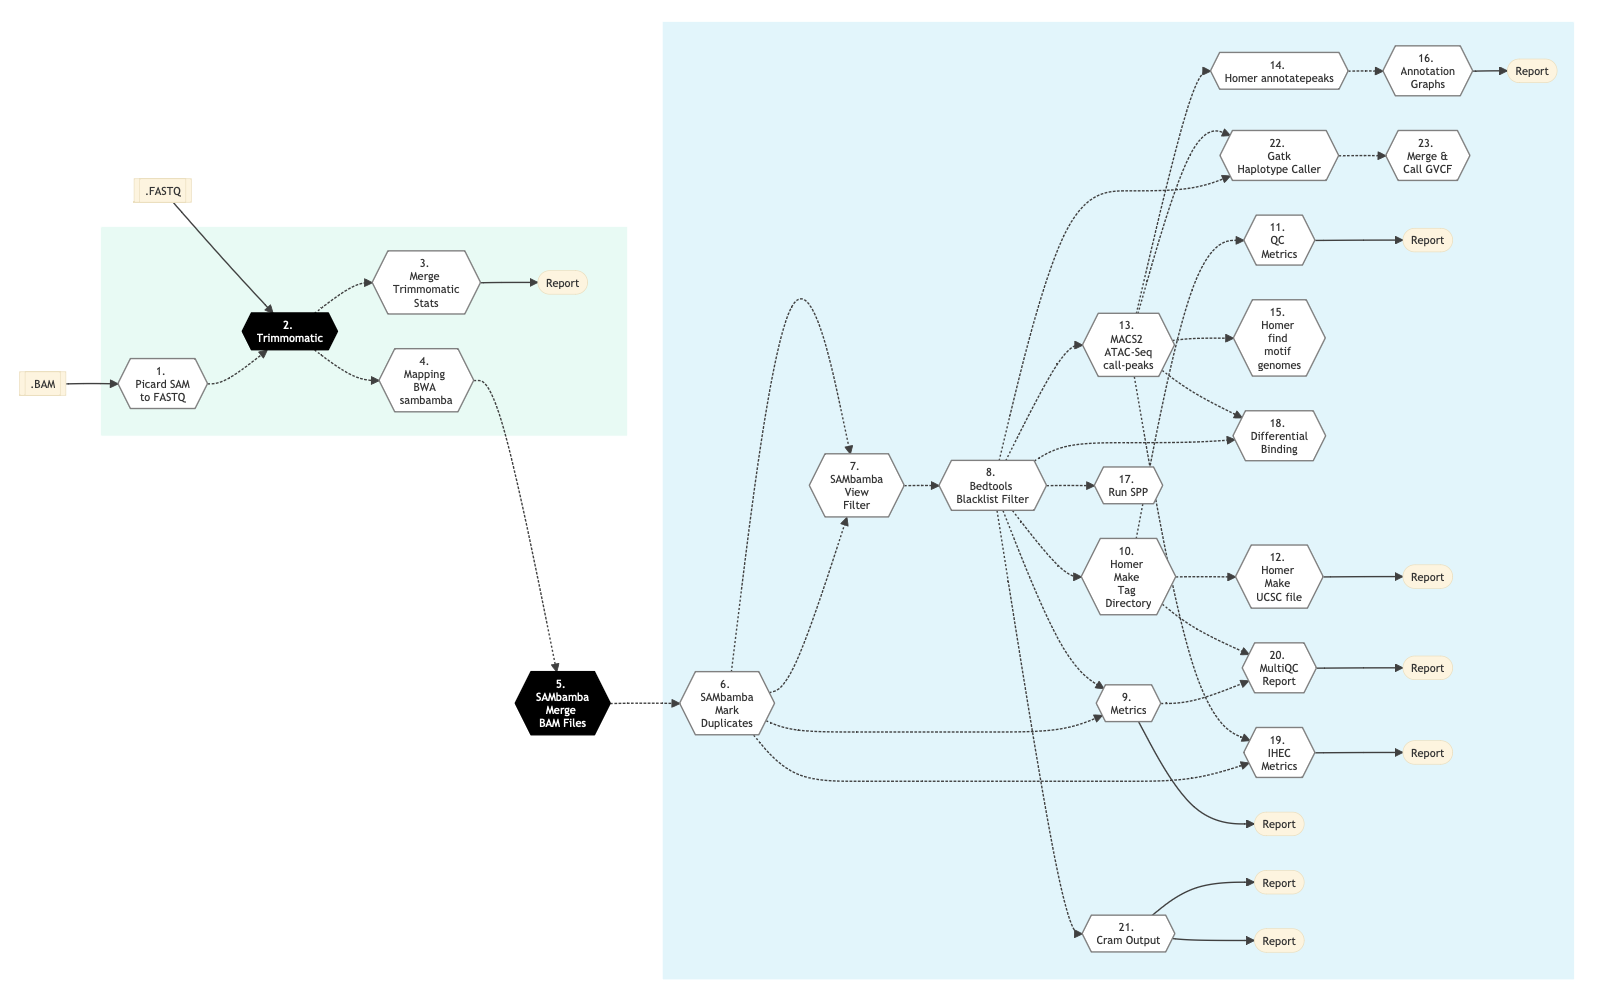 .FASTQ
.BAM
1.
Picard SAM
to FASTQ
2.
Trimmomatic
3.
Merge
Trimmomatic
Stats
Report
4.
Mapping
BWA
sambamba
5.
SAMbamba
Merge
BAM Files
6.
SAMbamba
Mark
Duplicates
7.
SAMbamba
View
Filter
8.
Bedtools
Blacklist Filter
13.
MACS2
ATAC-Seq
call-peaks
17.
Run SPP
10.
Homer
Make
Tag
Directory
9.
Metrics
21.
Cram Output
14.
Homer annotatepeaks
16.
Annotation
Graphs
Report
22.
Gatk
Haplotype Caller
23.
Merge &
Call GVCF
11.
QC
Metrics
Report
15.
Homer
find
motif
genomes
18.
Differential
Binding
12.
Homer
Make
UCSC file
Report
20.
MultiQC
Report
Report
19.
IHEC
Metrics
Report
Report
Report
Report